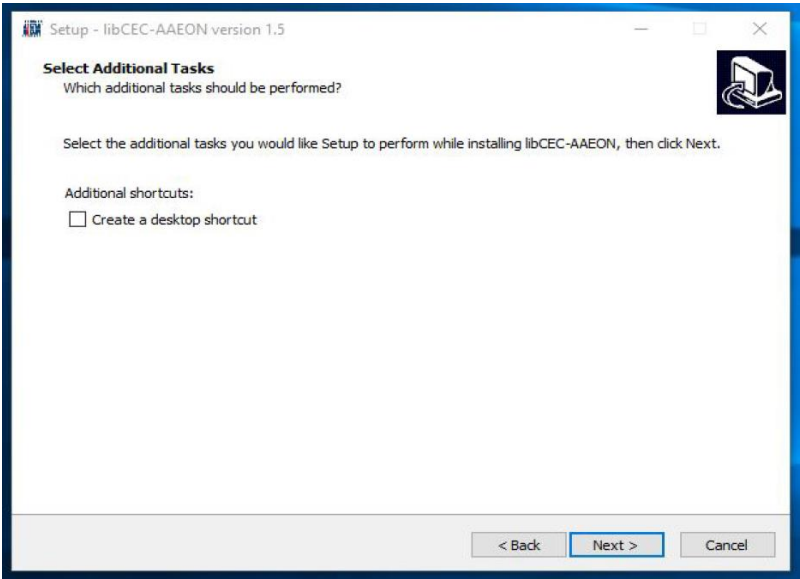 Setup - libCEC-AAEON version 1.5
Select Additional Tasks
Which additional tasks should be performed?
Select the additional tasks you would like Setup to perform while installing libCEC-AAEON, then click Next.
Additional shortcuts:
Create a desktop shortcut
< Back Next > Cancel